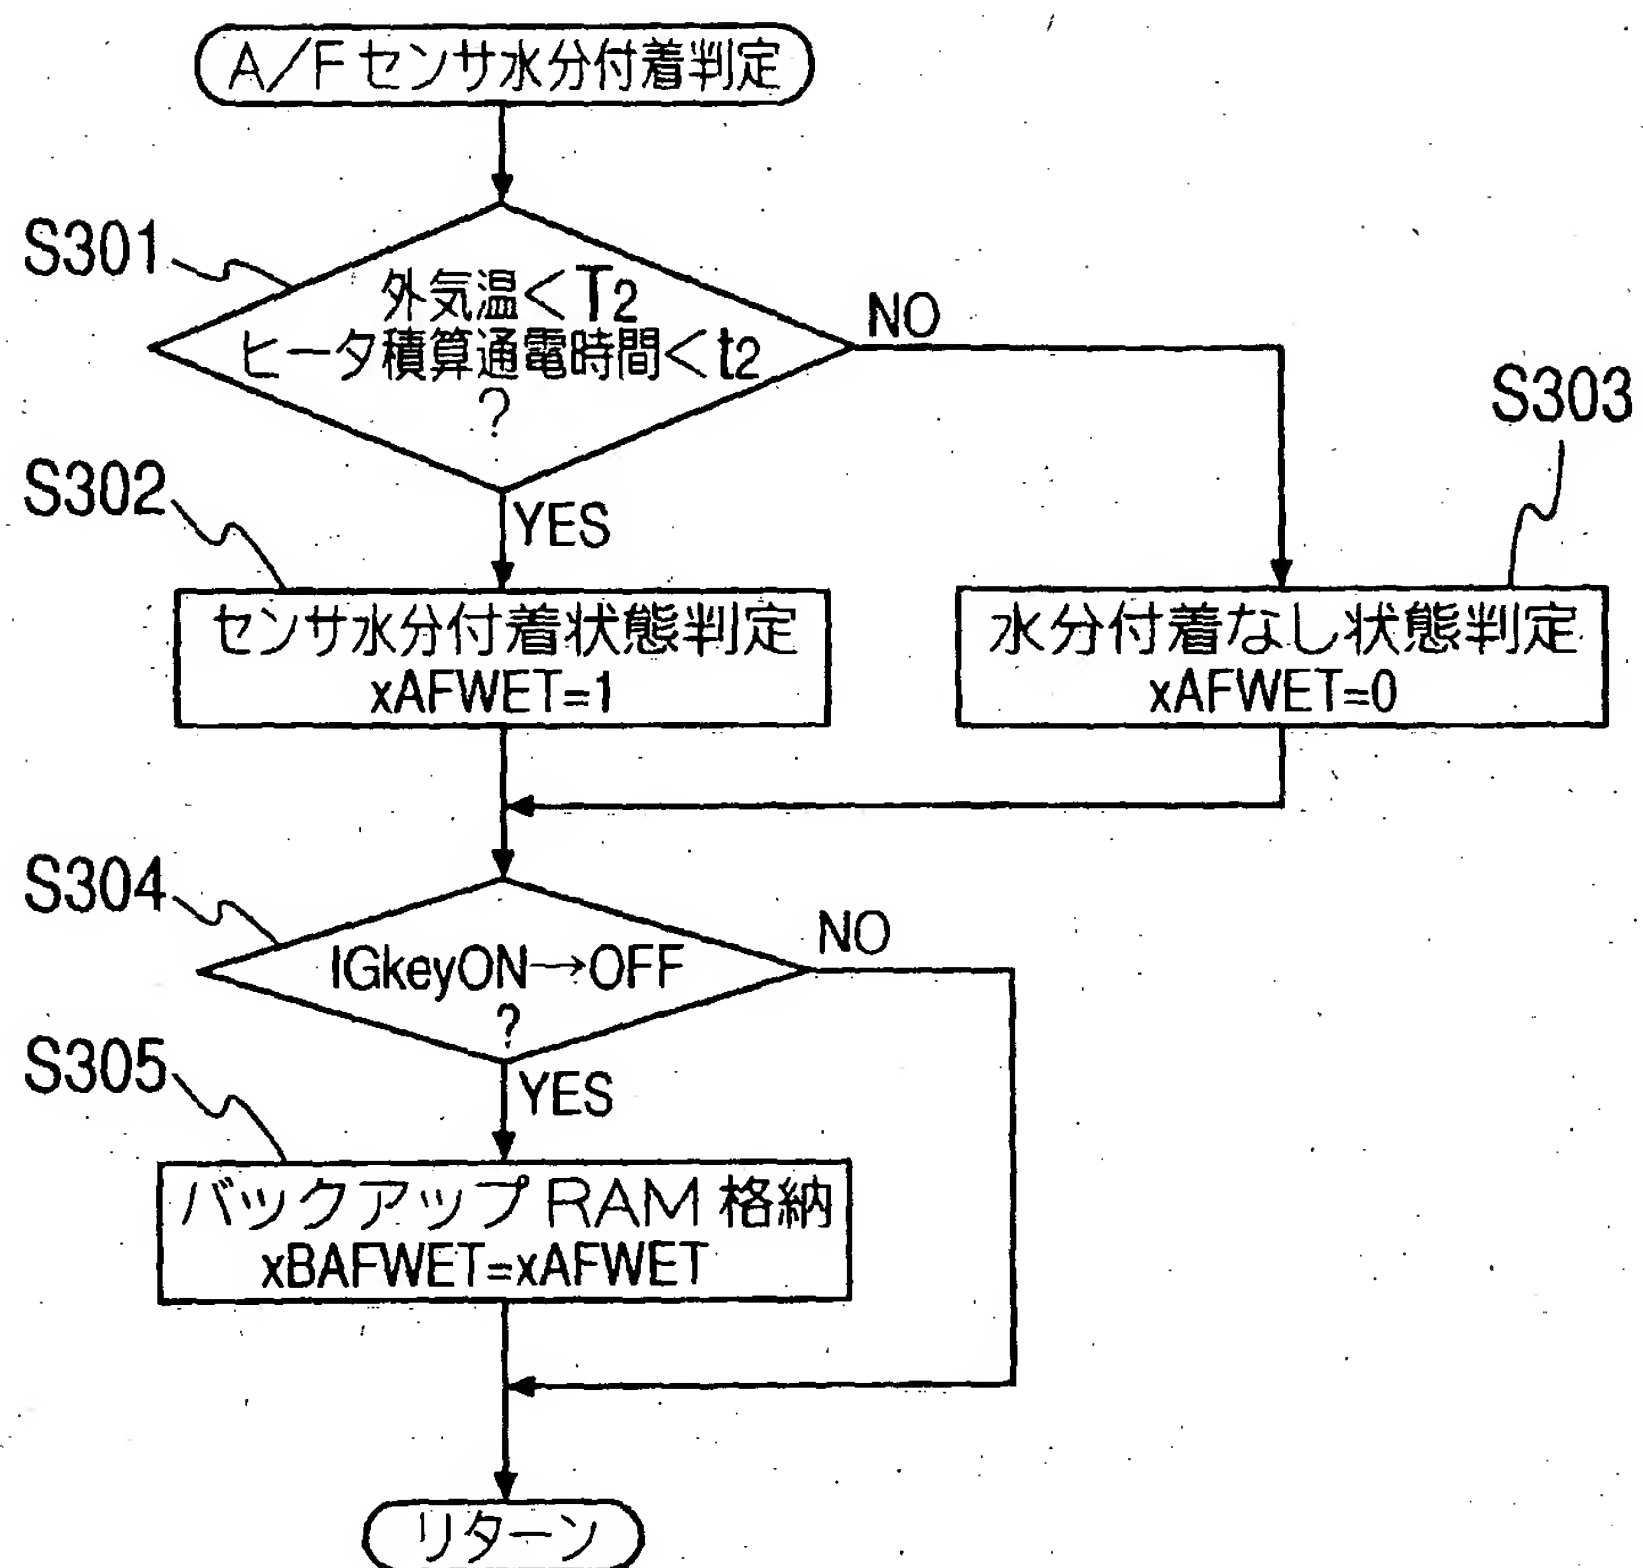 A/Fセンサ水分付着判定
S301
外気温<T2
ヒータ積算通電時間<t2
?
NO
S303
S302
YES
センサ水分付着状態判定
xAFWET=1
水分付着なし状態判定
xAFWET=0
S304
IGkeyON→OFF
?
NO
S305
YES
バックアップRAM格納
xBAFWET=xAFWET
リターン